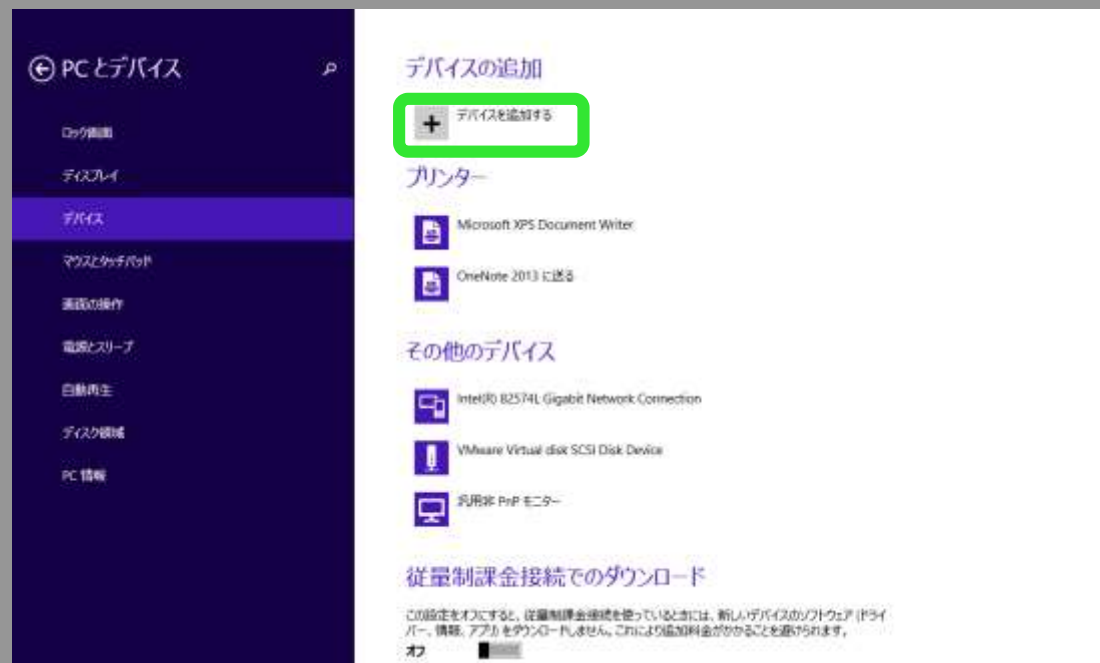 PC とデバイス
ロック画面
ディスプレイ
デバイス
マウスとタッチパッド
画面の操作
電源とスリープ
自動再生
ディスク領域
PC 情報
デバイスの追加
デバイスを追加する
プリンター
Microsoft XPS Document Writer
OneNote 2013 に送る
その他のデバイス
Intel(R) 82574L Gigabit Network Connection
VMware Virtual disk SCSI Disk Device
汎用非 PnP モニター
従量制課金接続でのダウンロード
この設定をオフにすると、従量制課金接続を使っているときには、新しいデバイスのソフトウェア (ドライ
バー、情報、アプリ) をダウンロードしません。これにより追加料金がかかることを避けられます。
オフ